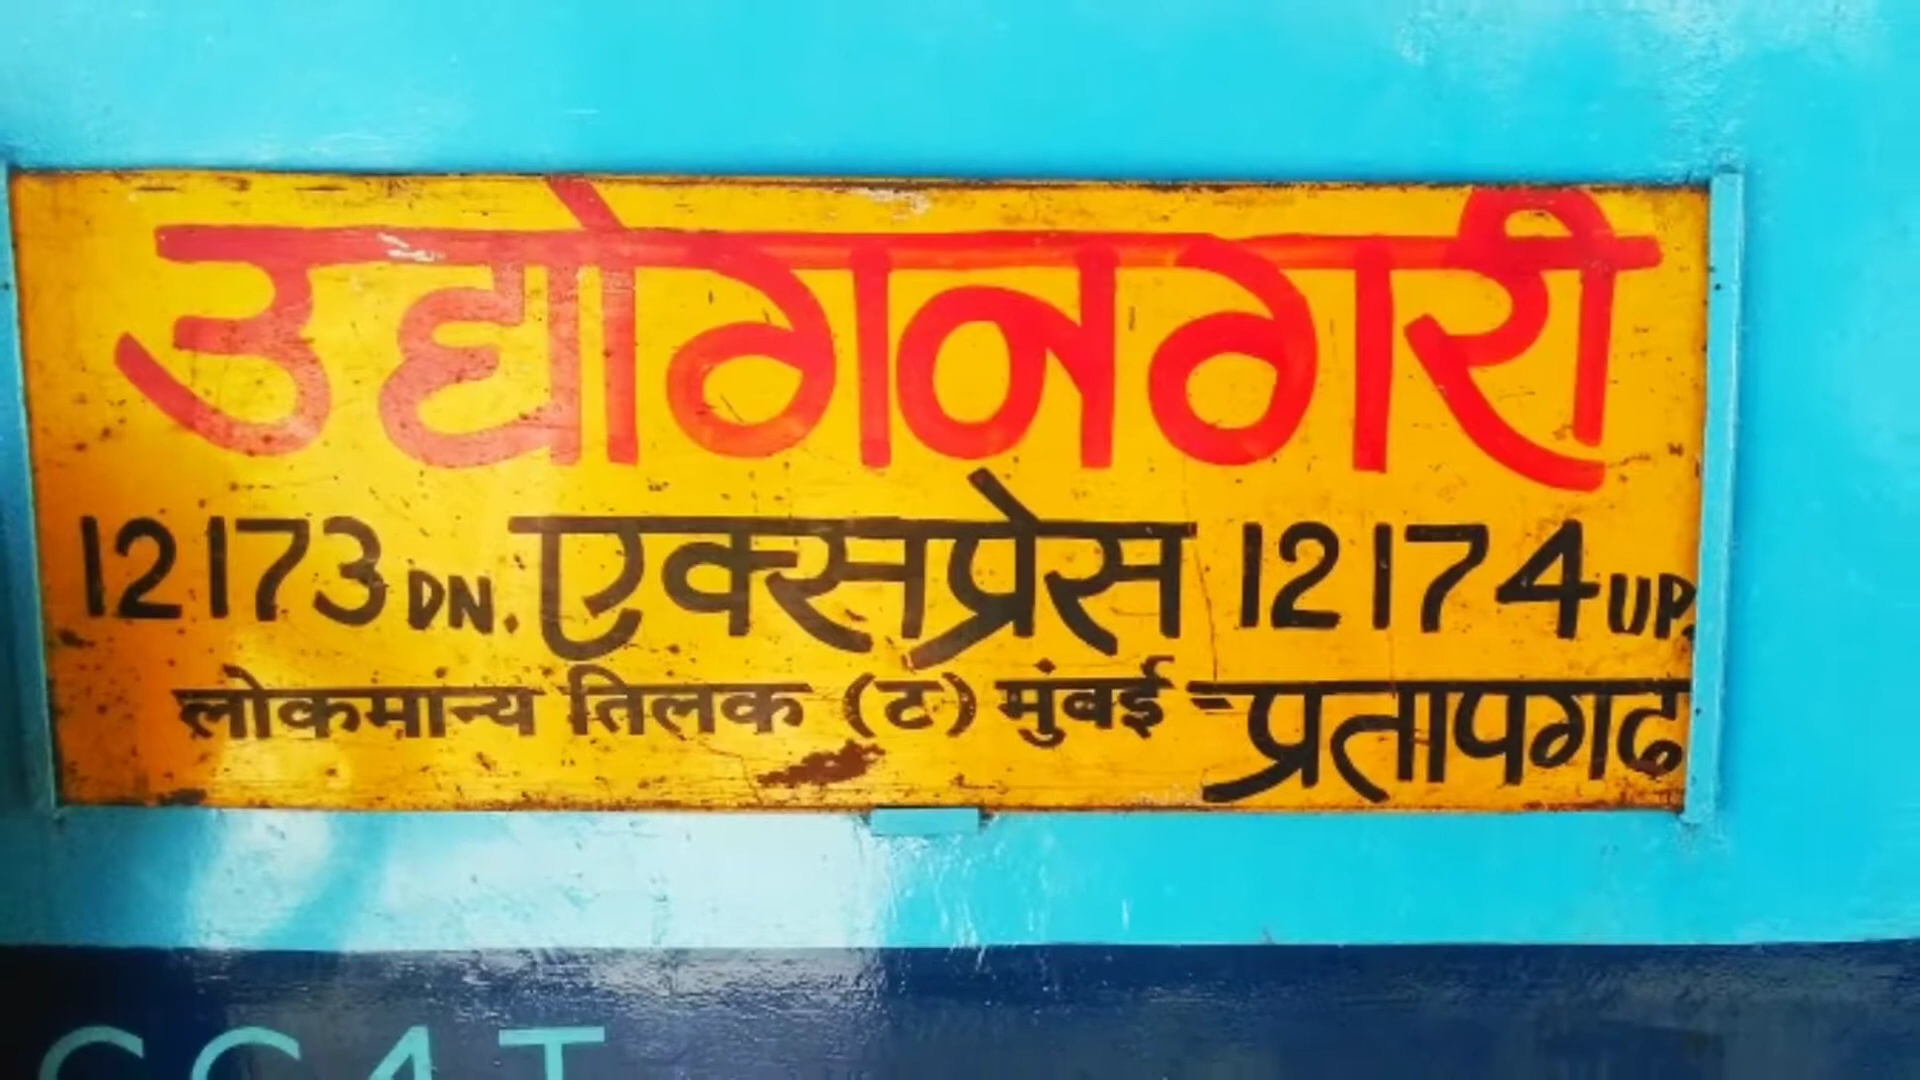 उद्योगनगरी
12173 DN. एक्सप्रेस 12174 UP.
लोकमान्य तिलक (ट) मुंबई - प्रतापगढ